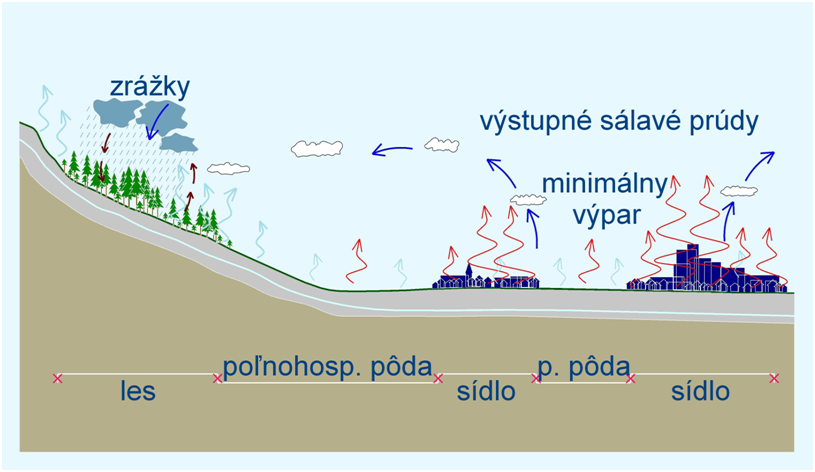 zrážky
výstupné sálavé prúdy
minimálny
výpar
poľnohosp. pôda
p. pôda
les
sídlo
sídlo